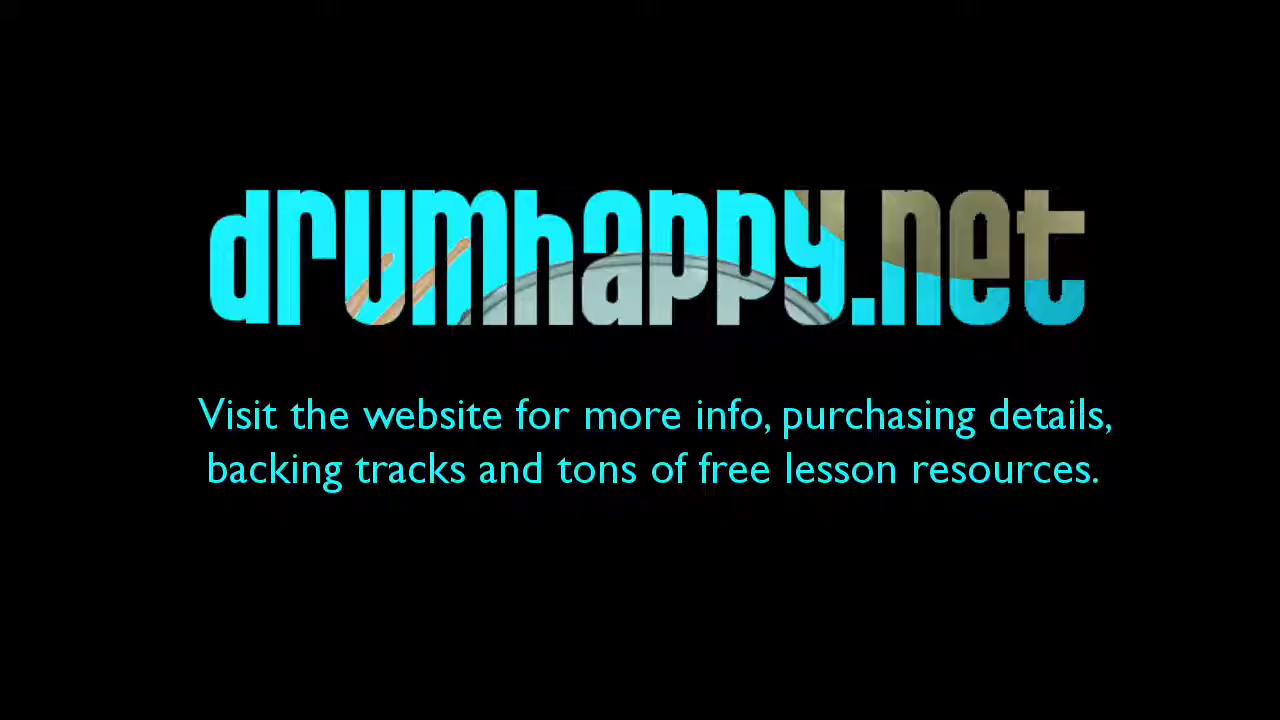 drumhappy.net
Visit the website for more info, purchasing details,
backing tracks and tons of free lesson resources.